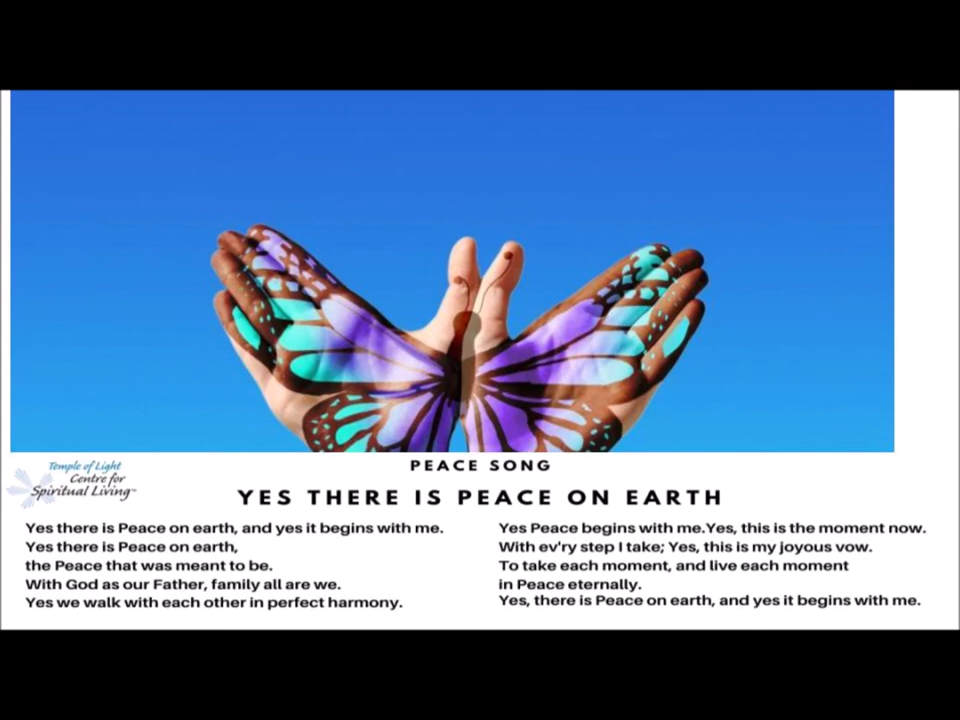 PEACE SONG
YES THERE IS PEACE ON EARTH
Temple of Light
Centre for
Spiritual Living™
Yes there is Peace on earth, and yes it begins with me.
Yes there is Peace on earth,
the Peace that was meant to be.
With God as our Father, family all are we.
Yes we walk with each other in perfect harmony.
Yes Peace begins with me.Yes, this is the moment now.
With ev'ry step I take; Yes, this is my joyous vow.
To take each moment, and live each moment
in Peace eternally.
Yes, there is Peace on earth, and yes it begins with me.